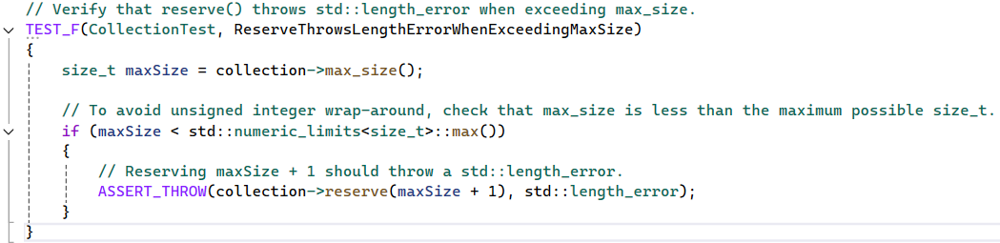 // Verify that reserve() throws std::length_error when exceeding max_size.
TEST_F(CollectionTest, ReserveThrowsLengthErrorWhenExceedingMaxSize)
{
size_t maxSize = collection->max_size();
// To avoid unsigned integer wrap-around, check that max_size is less than the maximum possible size_t.
if (maxSize < std::numeric_limits<size_t>::max())
{
// Reserving maxSize + 1 should throw a std::length_error.
ASSERT_THROW(collection->reserve(maxSize + 1), std::length_error);
}
}